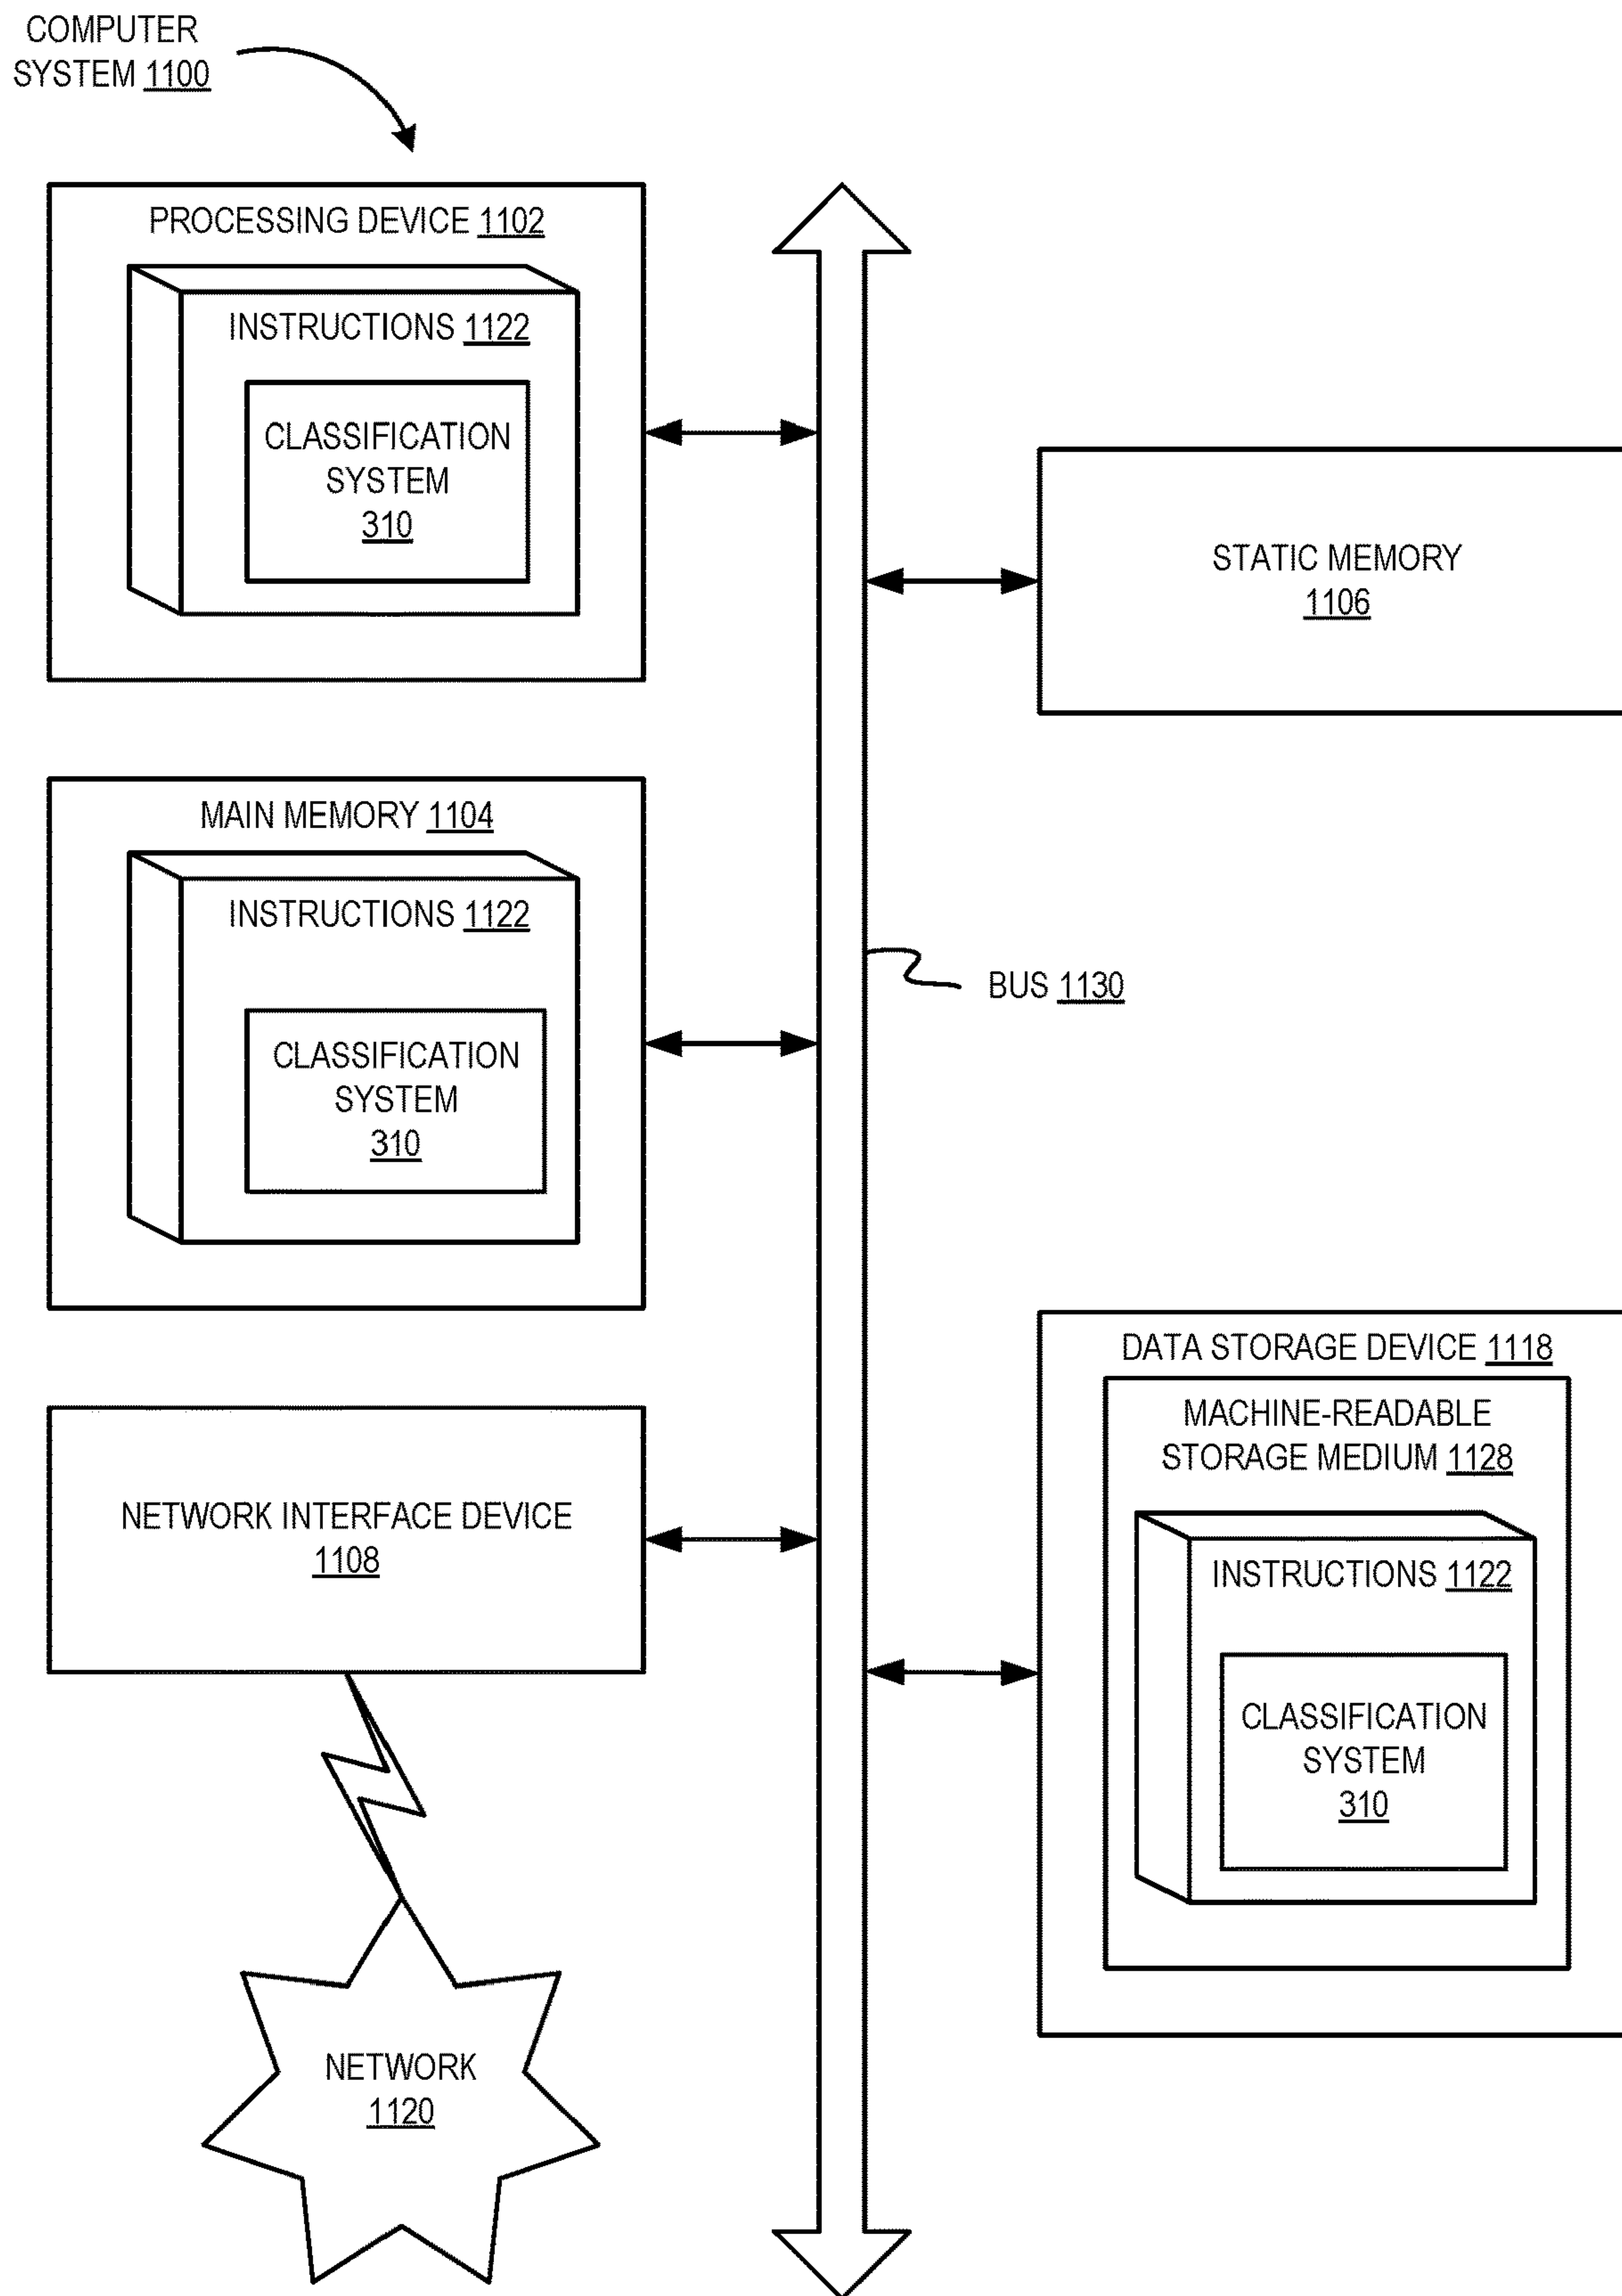 COMPUTER
SYSTEM 1100
PROCESSING DEVICE 1102
INSTRUCTIONS 1122
CLASSIFICATION
SYSTEM
310
STATIC MEMORY
1106
MAIN MEMORY 1104
INSTRUCTIONS 1122
CLASSIFICATION
SYSTEM
310
BUS 1130
NETWORK INTERFACE DEVICE
1108
DATA STORAGE DEVICE 1118
MACHINE-READABLE
STORAGE MEDIUM 1128
INSTRUCTIONS 1122
CLASSIFICATION
SYSTEM
310
NETWORK
1120